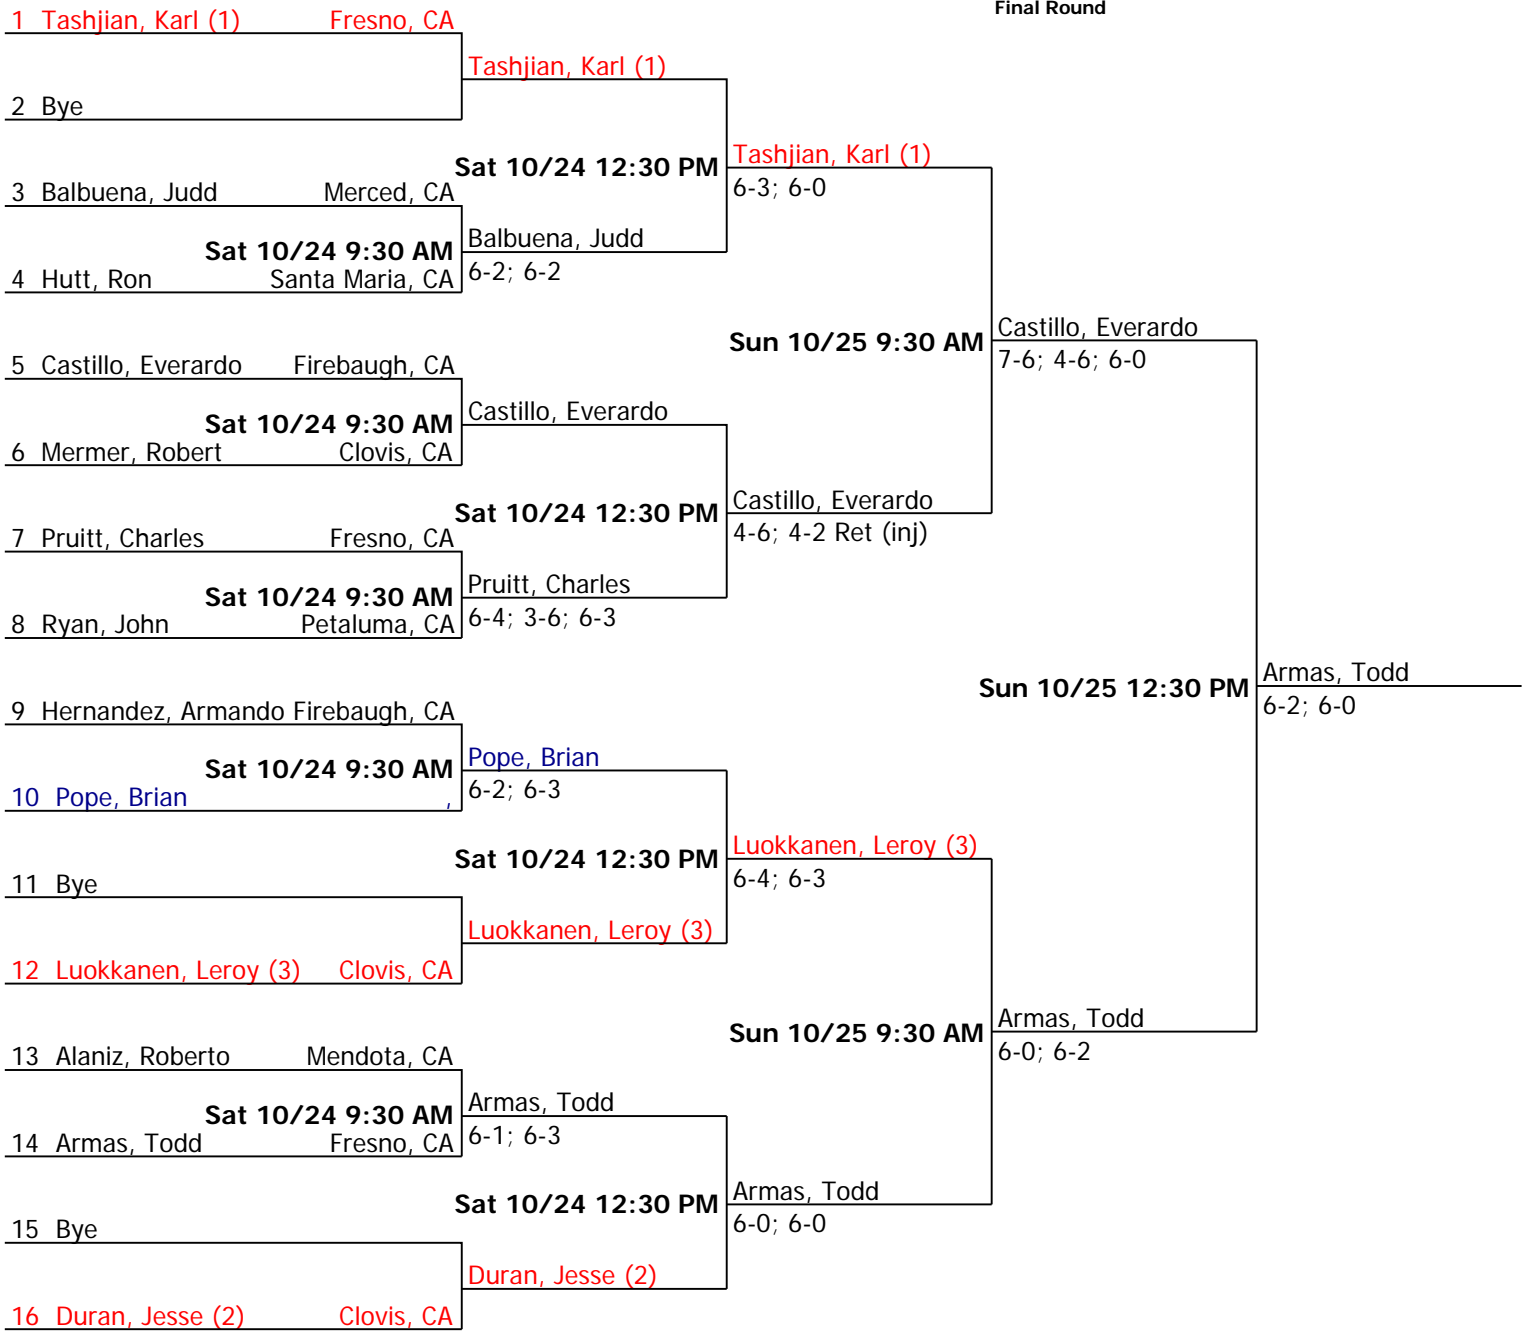 Final Round
1 Tashjian, Karl (1) Fresno, CA
Tashjian, Karl (1)
2 Bye
Sat 10/24 12:30 PM Tashjian, Karl (1)
6-3; 6-0
3 Balbuena, Judd Merced, CA
Sat 10/24 9:30 AM Balbuena, Judd
6-2; 6-2
4 Hutt, Ron Santa Maria, CA
Sun 10/25 9:30 AM Castillo, Everardo
7-6; 4-6; 6-0
5 Castillo, Everardo Firebaugh, CA
Sat 10/24 9:30 AM Castillo, Everardo
6 Mermer, Robert Clovis, CA
Sat 10/24 12:30 PM Castillo, Everardo
4-6; 4-2 Ret (inj)
7 Pruitt, Charles Fresno, CA
Sat 10/24 9:30 AM Pruitt, Charles
6-4; 3-6; 6-3
8 Ryan, John Petaluma, CA
Sun 10/25 12:30 PM Armas, Todd
6-2; 6-0
9 Hernandez, Armando Firebaugh, CA
Sat 10/24 9:30 AM Pope, Brian
6-2; 6-3
10 Pope, Brian ,
Sat 10/24 12:30 PM Luokkanen, Leroy (3)
6-4; 6-3
11 Bye
Luokkanen, Leroy (3)
12 Luokkanen, Leroy (3) Clovis, CA
Sun 10/25 9:30 AM Armas, Todd
6-0; 6-2
13 Alaniz, Roberto Mendota, CA
Sat 10/24 9:30 AM Armas, Todd
6-1; 6-3
14 Armas, Todd Fresno, CA
Sat 10/24 12:30 PM Armas, Todd
6-0; 6-0
15 Bye
Duran, Jesse (2)
16 Duran, Jesse (2) Clovis, CA